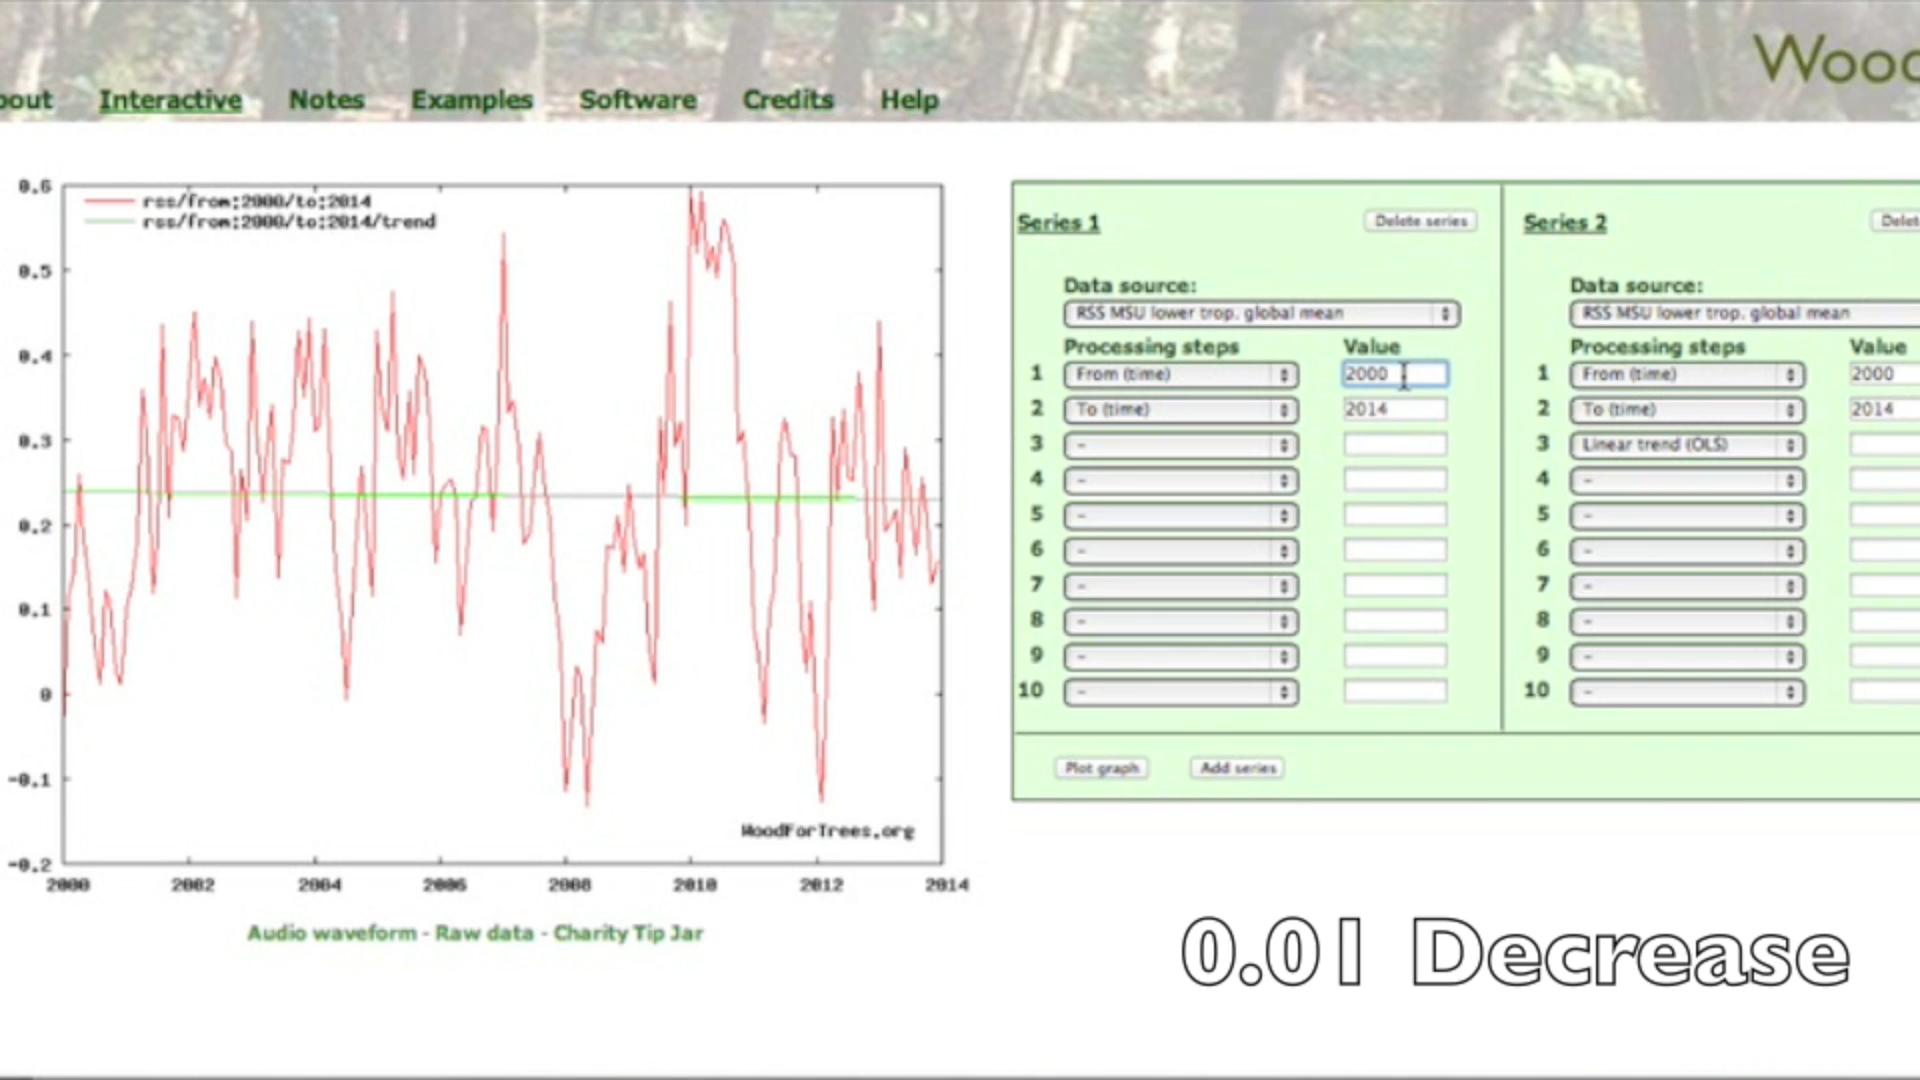 Wood
bout Interactive Notes Examples Software Credits Help
0.6
rss/from:2000/to:2014
rss/from:2000/to:2014/trend
0.5
0.4
0.3
0.2
0.1
0
-0.1
-0.2
WoodForTrees.org
2000 2002 2004 2006 2008 2010 2012 2014
Audio waveform - Raw data - Charity Tip Jar
Series 1 Delete series
Data source:
RSS MSU lower trop. global mean
Processing steps Value
1 From (time) 2000
2 To (time) 2014
3 -
4 -
5 -
6 -
7 -
8 -
9 -
10 -
Series 2 Delet
Data source:
RSS MSU lower trop. global mean
Processing steps Value
1 From (time) 2000
2 To (time) 2014
3 Linear trend (OLS)
4 -
5 -
6 -
7 -
8 -
9 -
10 -
Plot graph Add series
0.01 Decrease